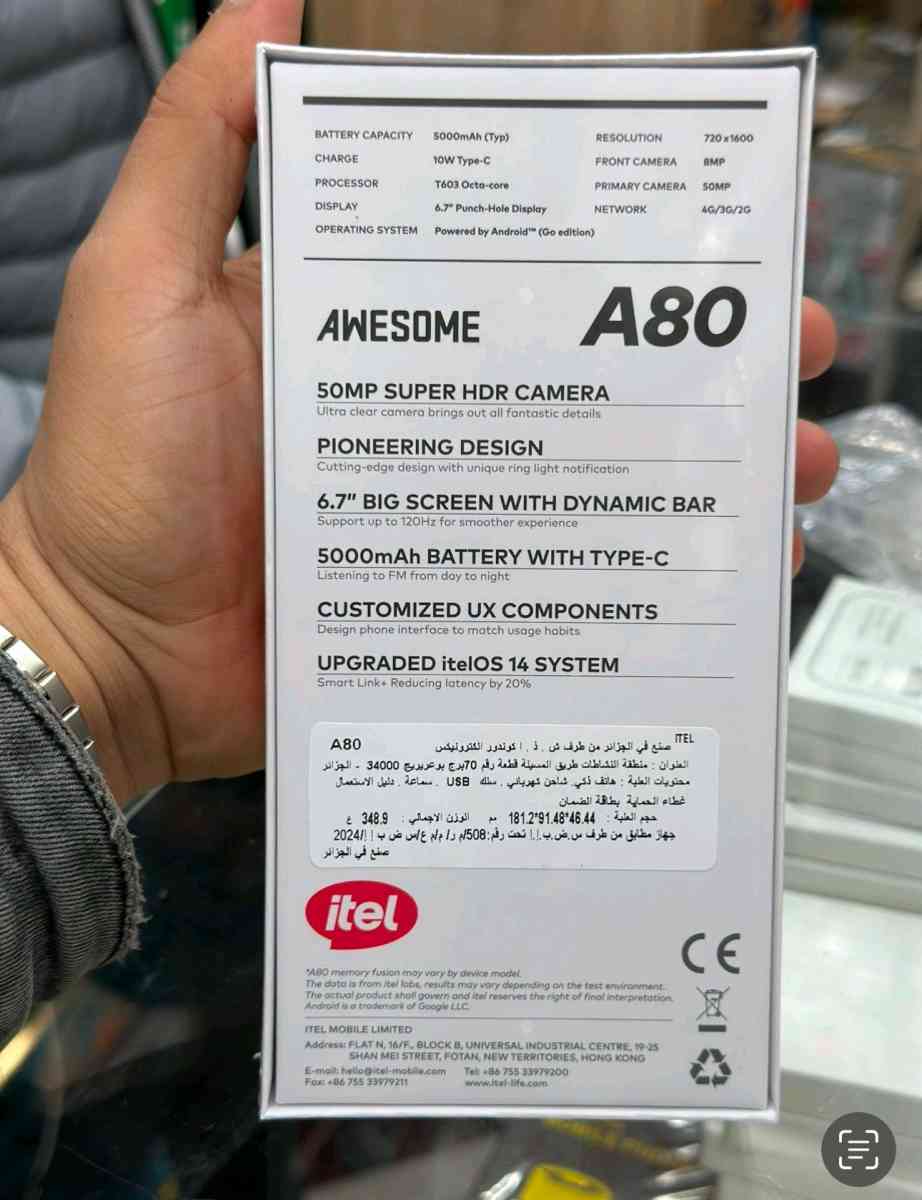 BATTERY CAPACITY 5000mAh (Typ)
CHARGE 10W Type-C
PROCESSOR T603 Octa-core
DISPLAY 6.7" Punch-Hole Display
OPERATING SYSTEM Powered by Android™ (Go edition)
RESOLUTION 720x1600
FRONT CAMERA 8MP
PRIMARY CAMERA 50MP
NETWORK 4G/3G/2G
AWESOME A80
50MP SUPER HDR CAMERA
Ultra clear camera brings out all fantastic details
PIONEERING DESIGN
Cutting-edge design with unique ring light notification
6.7" BIG SCREEN WITH DYNAMIC BAR
Support up to 120Hz for smoother experience
5000mAh BATTERY WITH TYPE-C
Listening to FM from day to night
CUSTOMIZED UX COMPONENTS
Design phone interface to match usage habits
UPGRADED itelOS 14 SYSTEM
Smart Link+ Reducing latency by 20%
ITEL صنع في الجزائر من طرف ش . ذ . ا كوندور الكترونيكس A80
العنوان : منطقة النشاطات طريق المسيلة قطعة رقم 70برج بوعريريج 34000 - الجزائر
محتويات العلبة : هاتف ذكي. شاحن كهربائي . سلك USB . سماعة . دليل الاستعمال
غطاء الحماية بطاقة الضمان
حجم العلبة : 181.2*91.48*46.44 مم الوزن الاجمالي : 348.9 غ
جهاز مطابق من طرف س.ض.ب.إ.إ تحت رقم:508/م ر/ م/م ع/س ض ب إ إ/2024
صنع في الجزائر
itel
*A80 memory fusion may vary by device model.
The data is from itel labs, results may vary depending on the test environment.
The actual product shall govern and itel reserves the right of final interpretation.
Android is a trademark of Google LLC.
CE
ITEL MOBILE LIMITED
Address: FLAT N, 16/F., BLOCK B, UNIVERSAL INDUSTRIAL CENTRE, 19-25
SHAN MEI STREET, FOTAN, NEW TERRITORIES, HONG KONG
E-mail: hello@itel-mobile.com Tel: +86 755 33979200
Fax: +86 755 33979211 www.itel-life.com